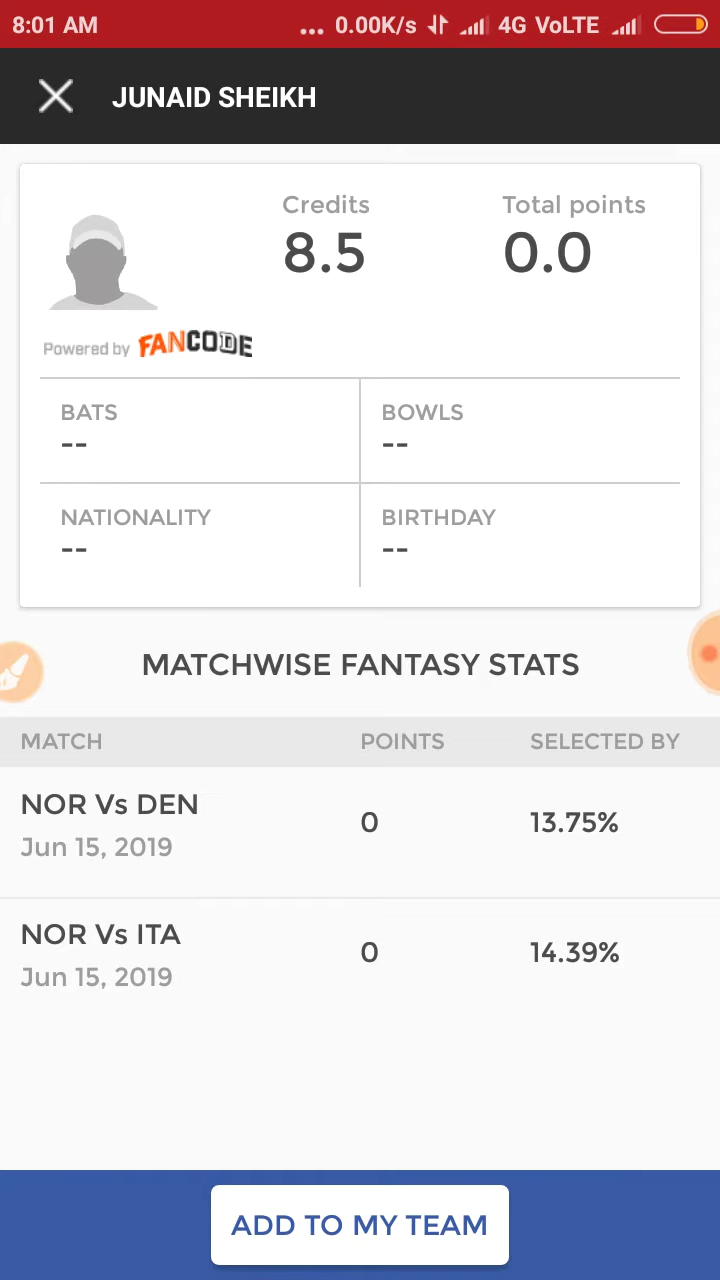 8:01 AM ... 0.00K/s 4G VoLTE
JUNAID SHEIKH
Credits Total points
8.5 0.0
Powered by FANCODE
BATS BOWLS
-- --
NATIONALITY BIRTHDAY
-- --
MATCHWISE FANTASY STATS
MATCH POINTS SELECTED BY
NOR Vs DEN 0 13.75%
Jun 15, 2019
NOR Vs ITA 0 14.39%
Jun 15, 2019
ADD TO MY TEAM